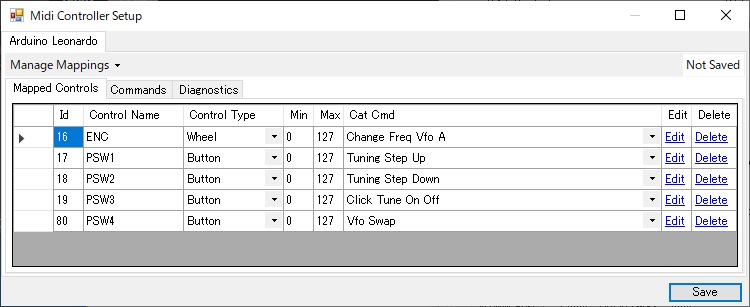 Midi Controller Setup
Arduino Leonardo
Manage Mappings Not Saved
Mapped Controls Commands Diagnostics
Id Control Name Control Type Min Max Cat Cmd Edit Delete
16 ENC Wheel 0 127 Change Freq Vfo A Edit Delete
17 PSW1 Button 0 127 Tuning Step Up Edit Delete
18 PSW2 Button 0 127 Tuning Step Down Edit Delete
19 PSW3 Button 0 127 Click Tune On Off Edit Delete
80 PSW4 Button 0 127 Vfo Swap Edit Delete
Save